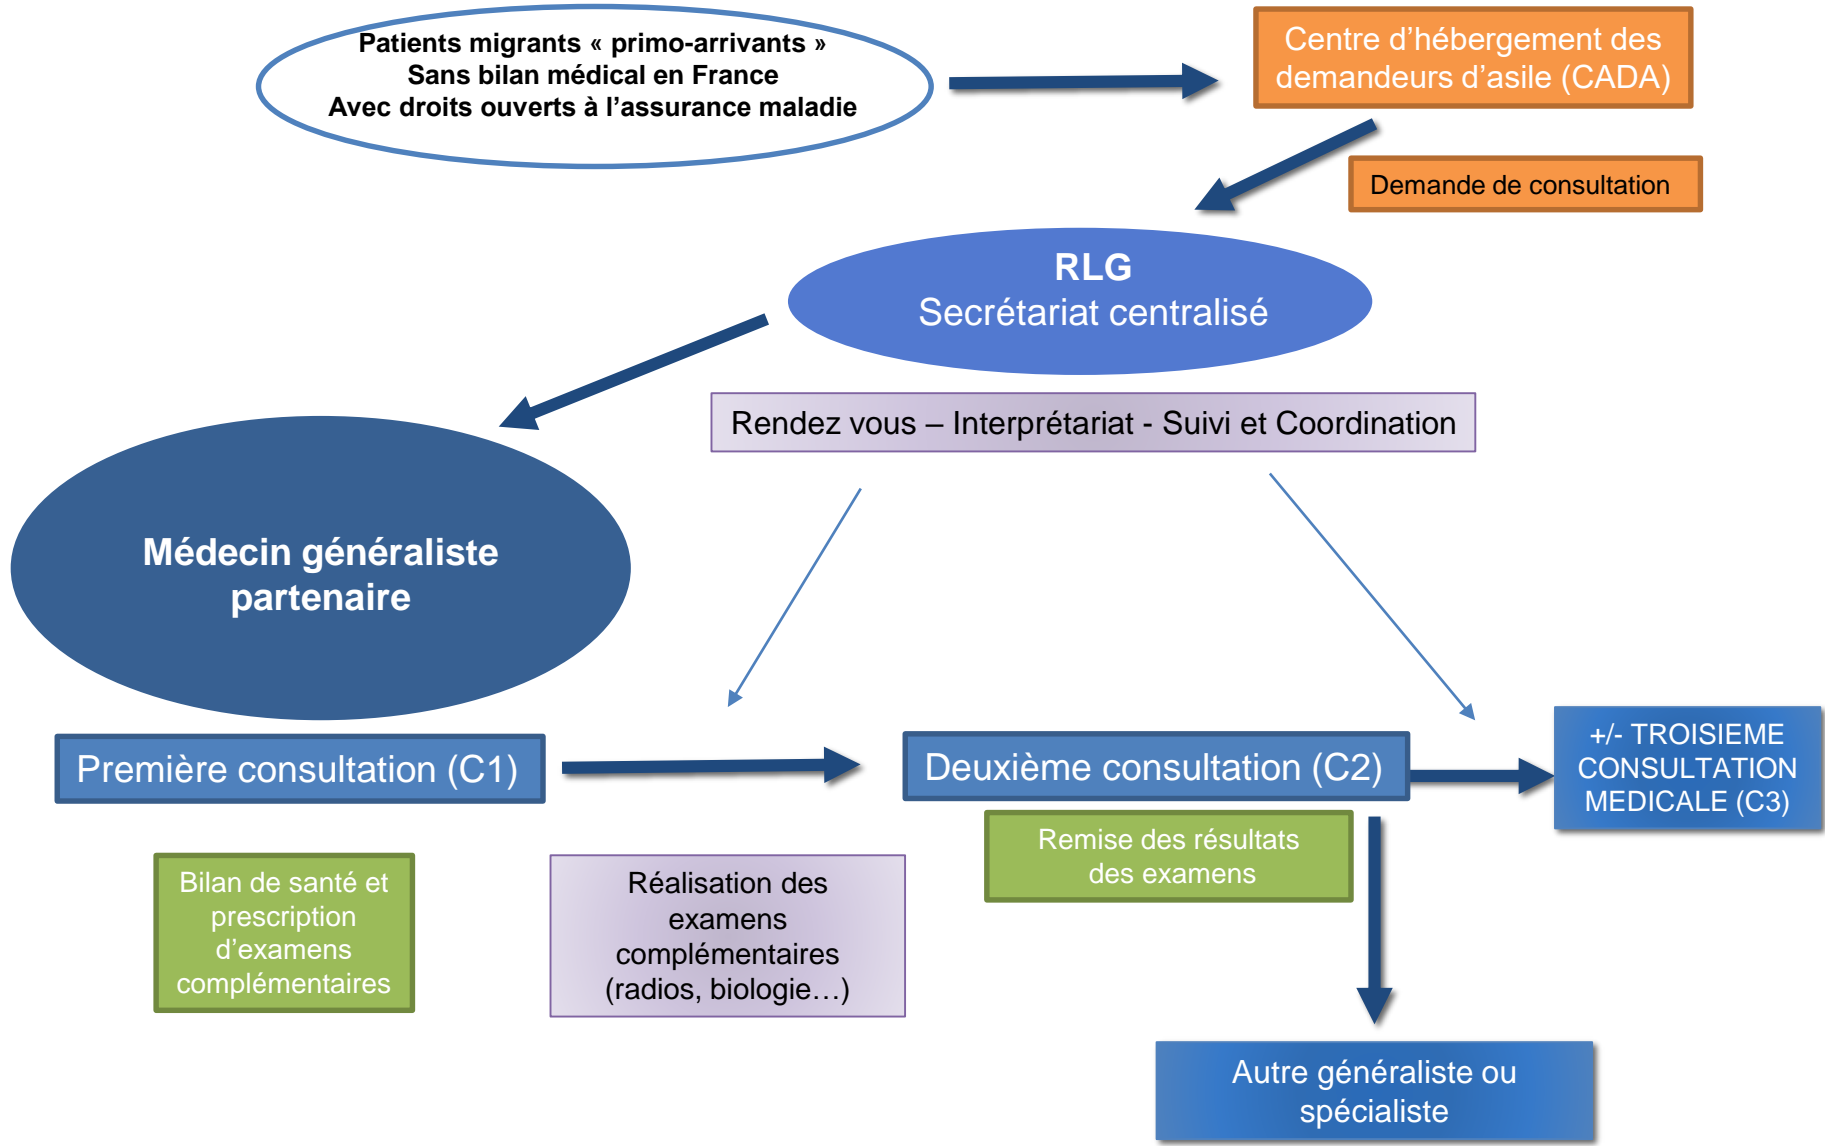 Patients migrants « primo-arrivants »
Sans bilan médical en France
Avec droits ouverts à l’assurance maladie
Centre d’hébergement des
demandeurs d’asile (CADA)
Demande de consultation
RLG
Secrétariat centralisé
Rendez vous – Interprétariat - Suivi et Coordination
Médecin généraliste
partenaire
Première consultation (C1)
Deuxième consultation (C2)
+/- TROISIEME
CONSULTATION
MEDICALE (C3)
Bilan de santé et
prescription
d’examens
complémentaires
Réalisation des
examens
complémentaires
(radios, biologie…)
Remise des résultats
des examens
Autre généraliste ou
spécialiste